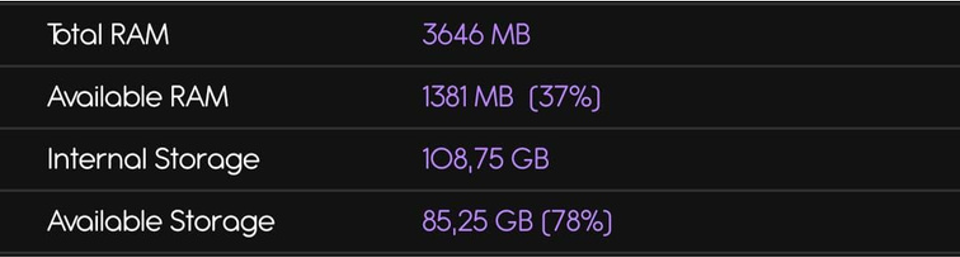 Total RAM 3646 MB
Available RAM 1381 MB (37%)
Internal Storage 108,75 GB
Available Storage 85,25 GB (78%)